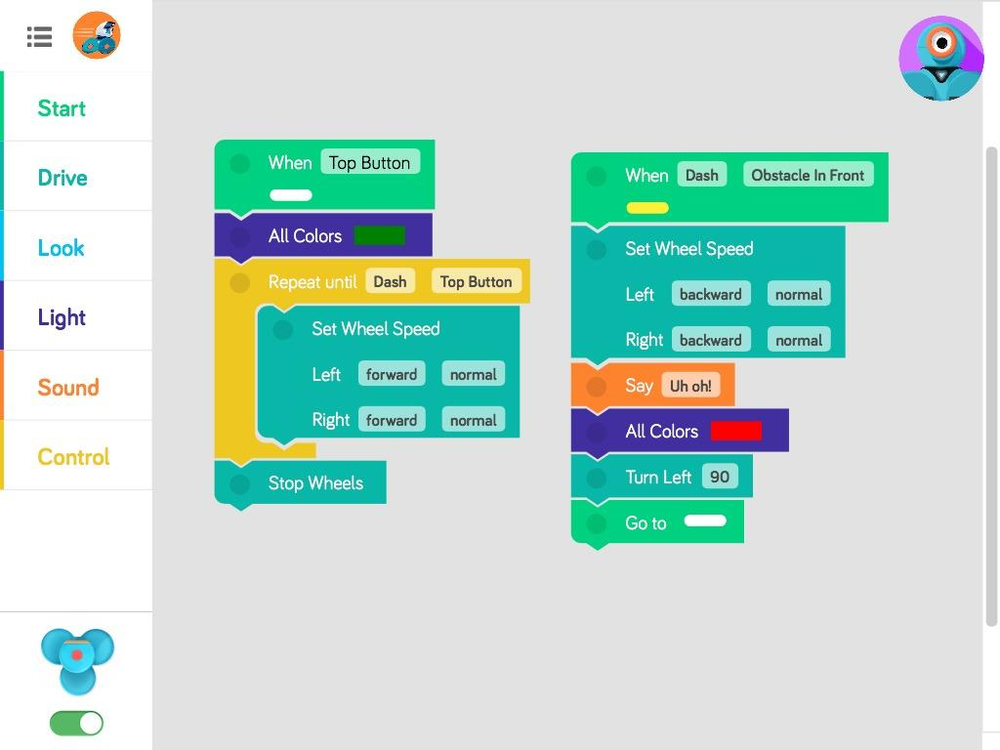 Start
Drive
Look
Light
Sound
Control
When Top Button
All Colors
Repeat until Dash Top Button
Set Wheel Speed
Left forward normal
Right forward normal
Stop Wheels
When Dash Obstacle In Front
Set Wheel Speed
Left backward normal
Right backward normal
Say Uh oh!
All Colors
Turn Left 90
Go to